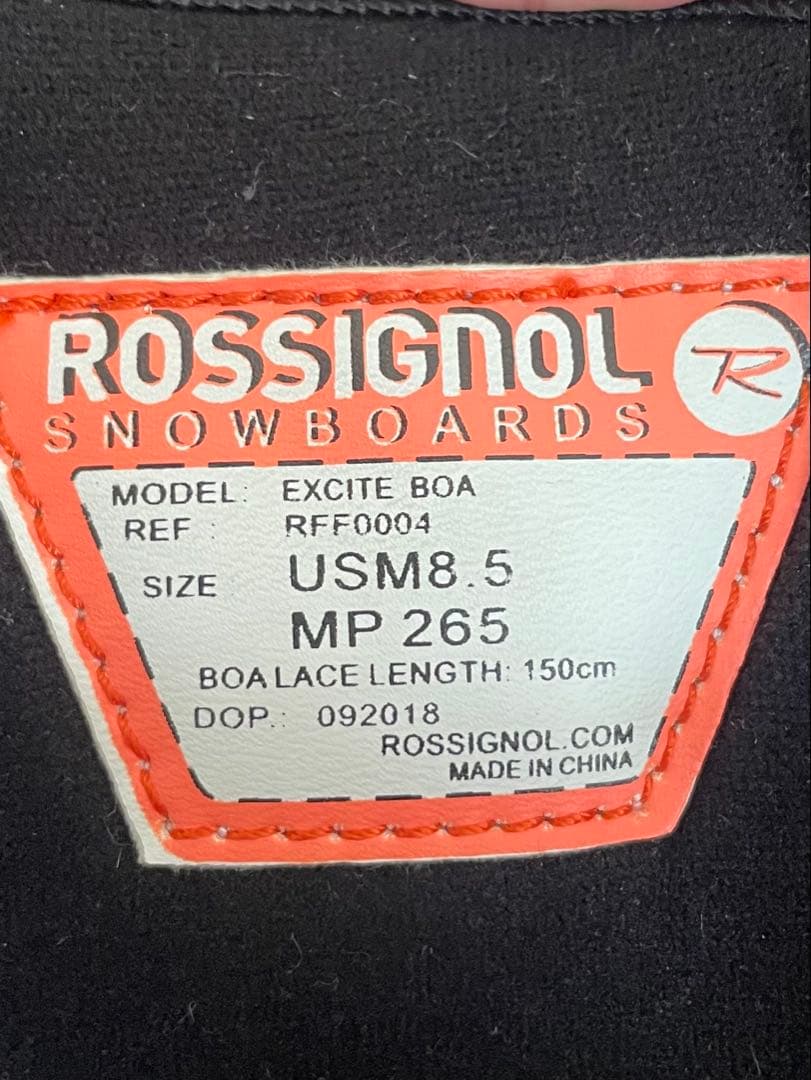 ROSSIGNOL
SNOWBOARDS
R
MODEL: EXCITE BOA
REF : RFF0004
SIZE USM8.5
MP 265
BOA LACE LENGTH: 150cm
DOP.: 092018
ROSSIGNOL.COM
MADE IN CHINA